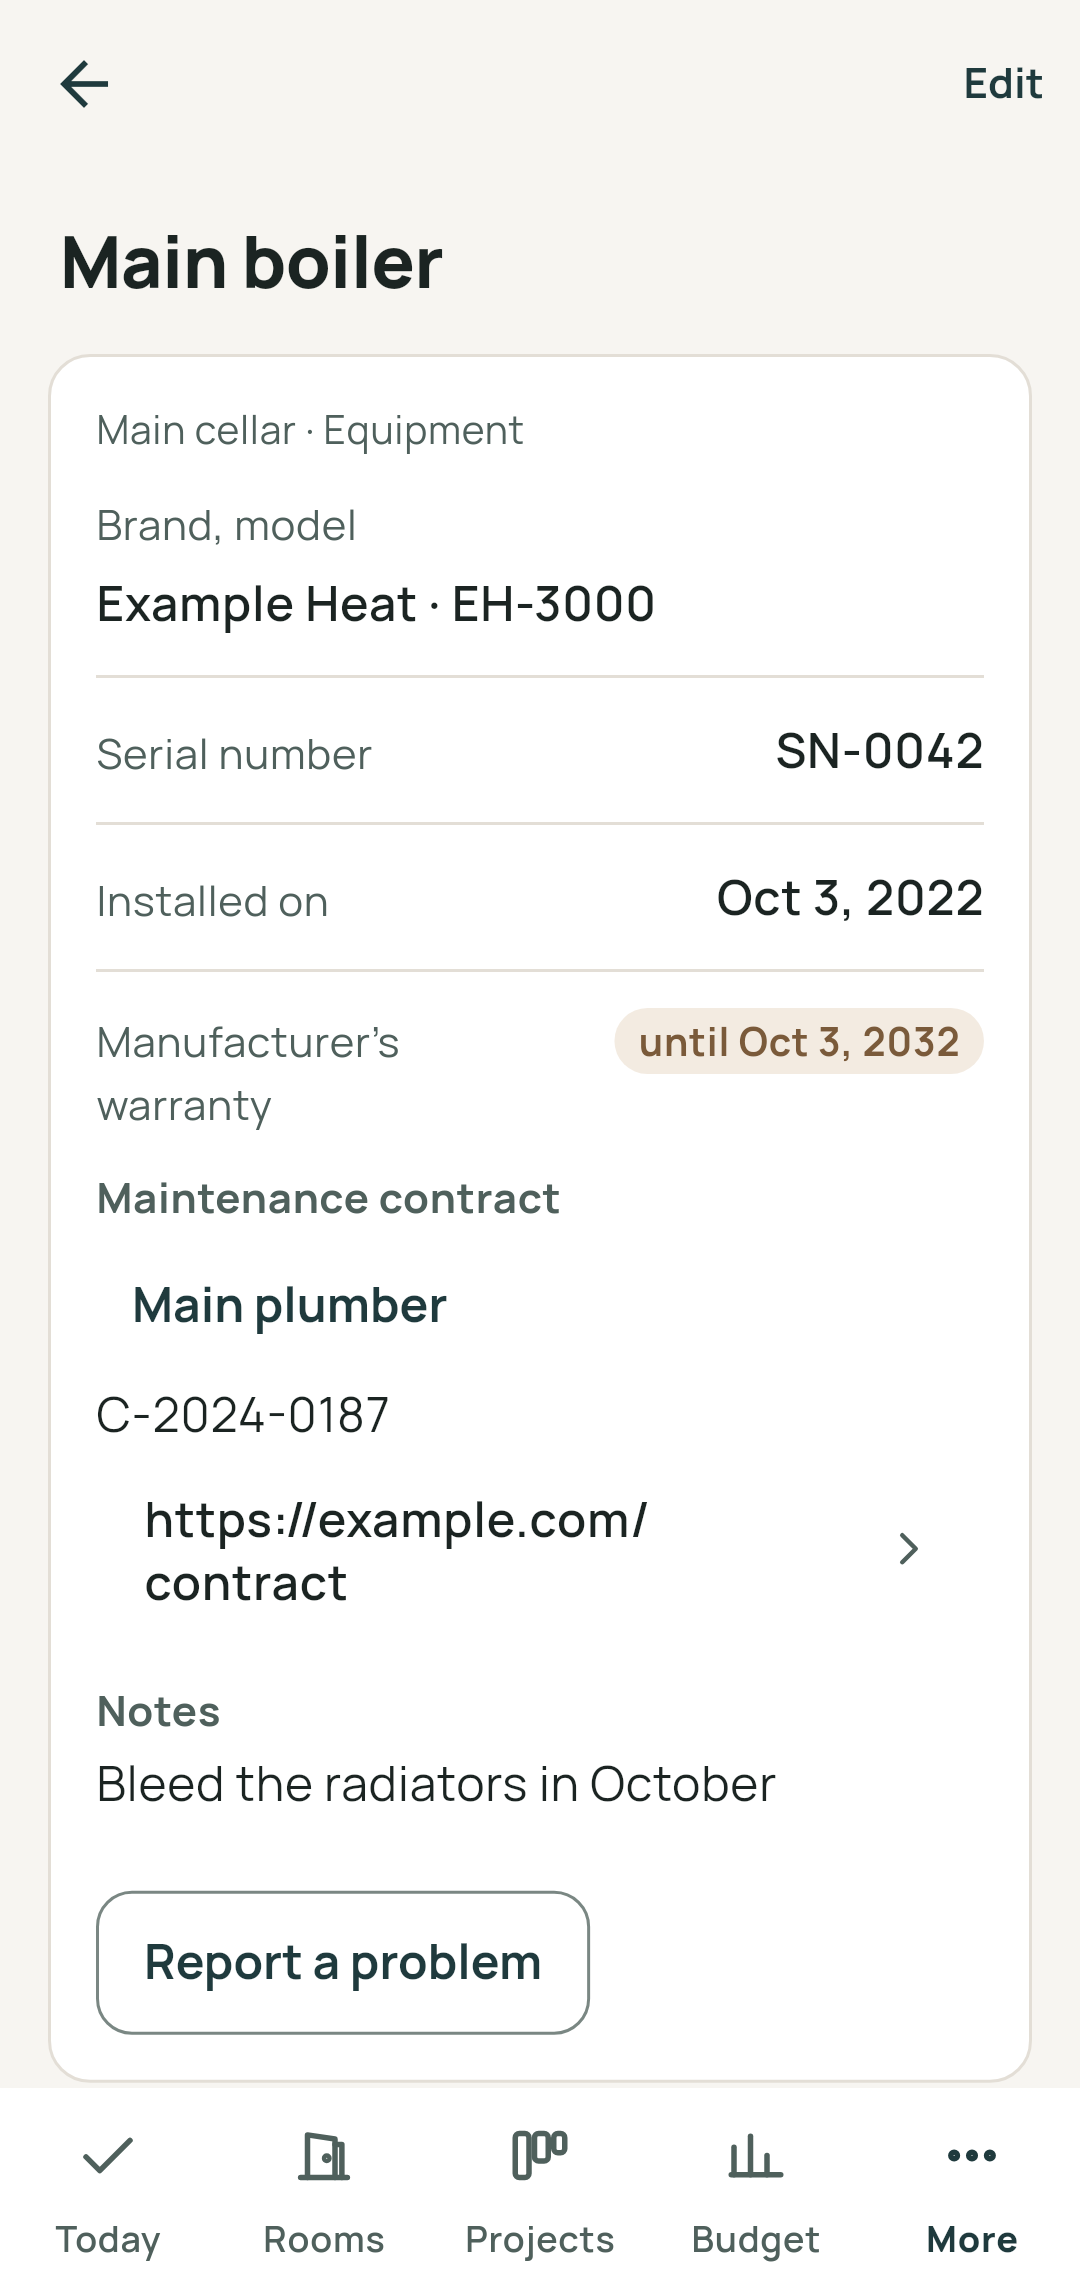 Edit
Main boiler
Main cellar · Equipment
Brand, model
Example Heat · EH-3000
Serial number
SN-0042
Installed on
Oct 3, 2022
Manufacturer’s
warranty
until Oct 3, 2032
Maintenance contract
Main plumber
C-2024-0187
https://example.com/
contract
Notes
Bleed the radiators in October
Report a problem
Today
Rooms
Projects
Budget
More